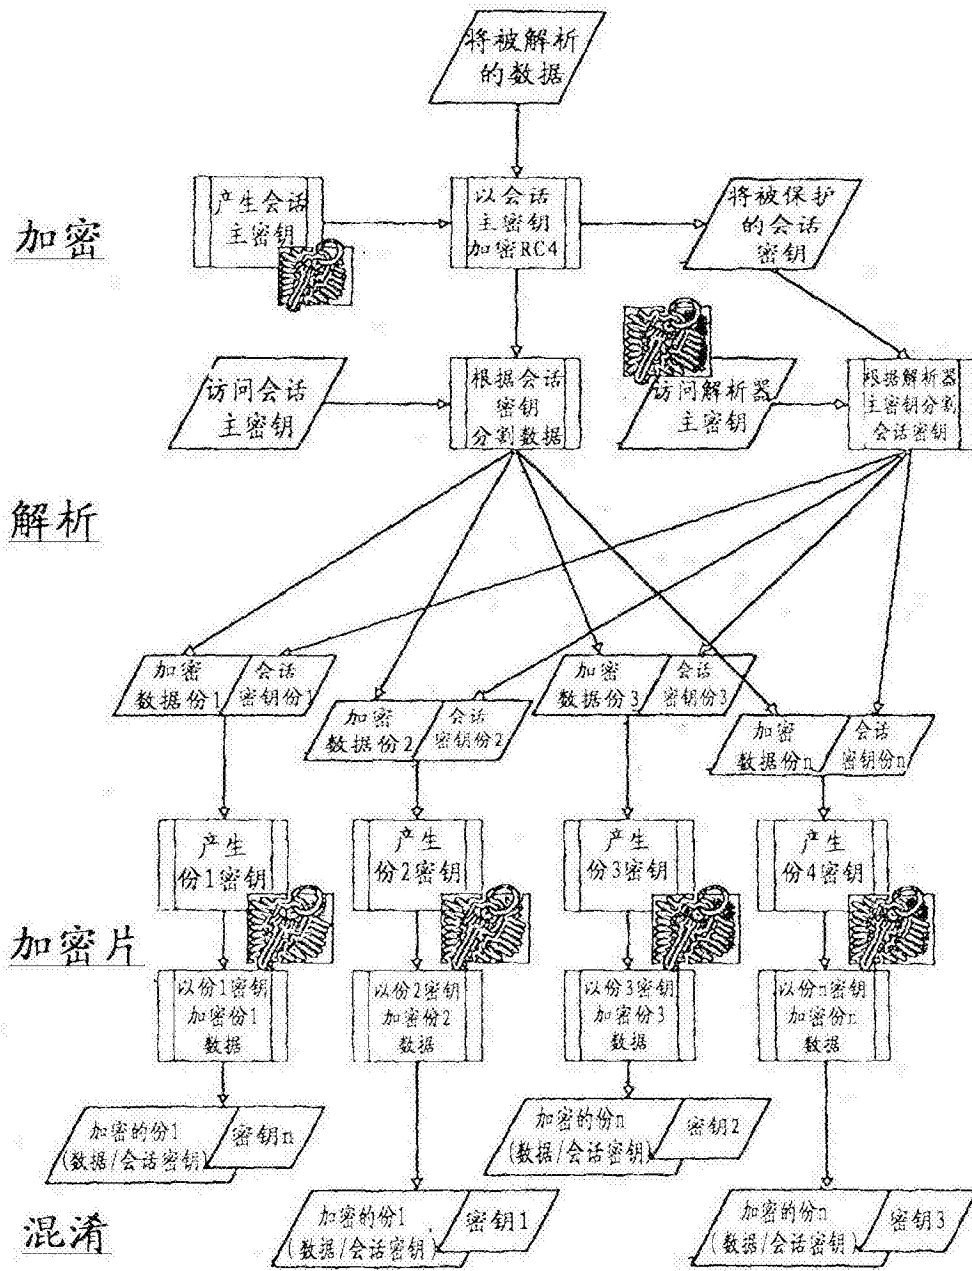 将被解析
的数据
加密
产生会话
主密钥
以会话
主密钥
加密RC4
将被保护
的会话
密钥
访问会话
主密钥
根据会话
密钥
分割数据
访问解析器
主密钥
根据解析器
主密钥分割
会话密钥
解析
加密
数据份1
会话
密钥份1
加密
数据份2
会话
密钥份2
加密
数据份3
会话
密钥份3
加密
数据份n
会话
密钥份n
产生
份1密钥
产生
份2密钥
产生
份3密钥
产生
份4密钥
加密片
以份1密钥
加密份1
数据
以份2密钥
加密份2
数据
以份3密钥
加密份3
数据
以份n密钥
加密份n
数据
加密的份1
(数据/会话密钥)
密钥n
加密的份n
(数据/会话密钥)
密钥2
混淆
加密的份1
(数据/会话密钥)
密钥1
加密的份n
(数据/会话密钥)
密钥3